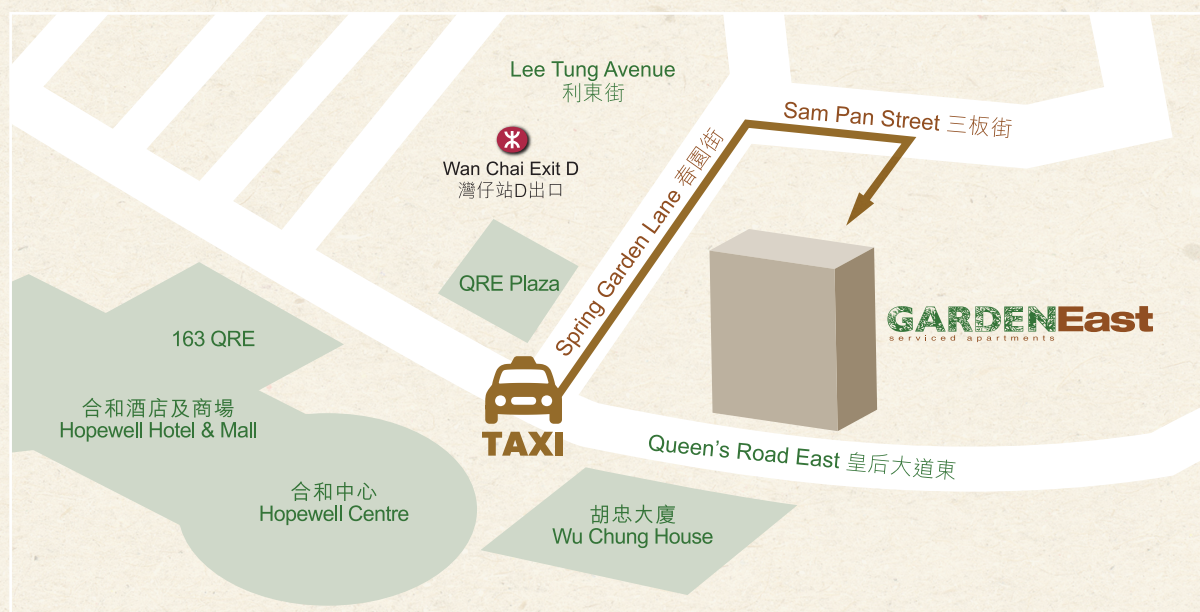 Lee Tung Avenue
利東街
Sam Pan Street 三板街
Wan Chai Exit D
灣仔站D出口
Spring Garden Lane 春園街
QRE Plaza
GARDENEast
serviced apartments
163 QRE
TAXI
合和酒店及商場
Hopewell Hotel & Mall
Queen's Road East 皇后大道東
合和中心
Hopewell Centre
胡忠大廈
Wu Chung House